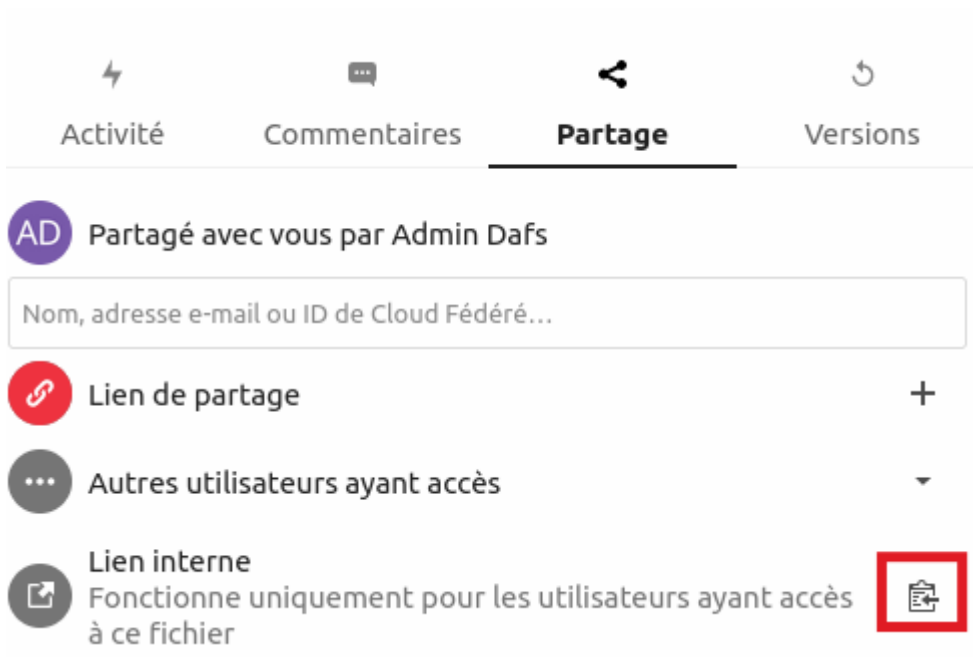 Activité Commentaires Partage Versions
AD Partagé avec vous par Admin Dafs
Nom, adresse e-mail ou ID de Cloud Fédéré...
Lien de partage
Autres utilisateurs ayant accès
Lien interne
Fonctionne uniquement pour les utilisateurs ayant accès
à ce fichier